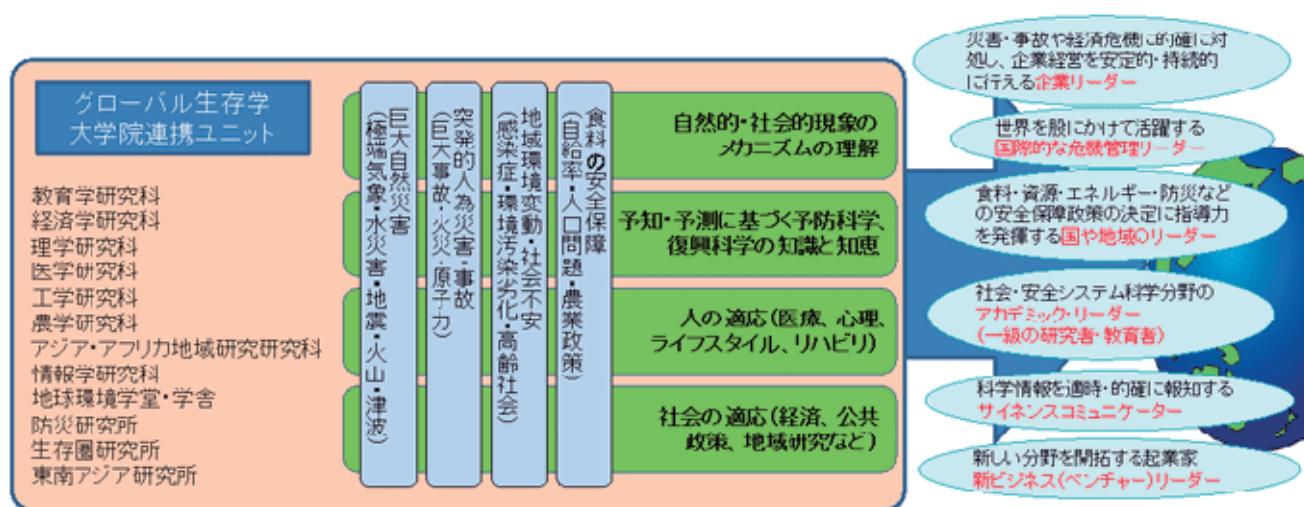 グローバル生存学
大学院連携ユニット
教育学研究科
経済学研究科
理学研究科
医学研究科
工学研究科
農学研究科
アジア・アフリカ地域研究研究科
情報学研究科
地球環境学堂・学舎
防災研究所
生存圏研究所
東南アジア研究所
巨大自然災害
(極端気象・水災害・地震・火山・津波)
突発的人為災害・事故
(巨大事故・火災・原子力)
地域環境変動・社会不安
(感染症・環境汚染劣化・高齢社会)
食料の安全保障
(自給率・人口問題・農業政策)
自然的・社会的現象の
メカニズムの理解
予知・予測に基づく予防科学、
復興科学の知識と知恵
人の適応(医療、心理、
ライフスタイル、リハビリ)
社会の適応(経済、公共
政策、地域研究など)
災害・事故や経済危機に的確に対
処し、企業経営を安定的・持続的
に行える企業リーダー
世界を股にかけて活躍する
国際的な危機管理リーダー
食料・資源・エネルギー・防災など
の安全保障政策の決定に指導力
を発揮する国や地域のリーダー
社会・安全システム科学分野の
アカデミック・リーダー
(一級の研究者・教育者)
科学情報を適時・的確に報知する
サイネンスコミュニケーター
新しい分野を開拓する起業家
新ビジネス(ベンチャー)リーダー